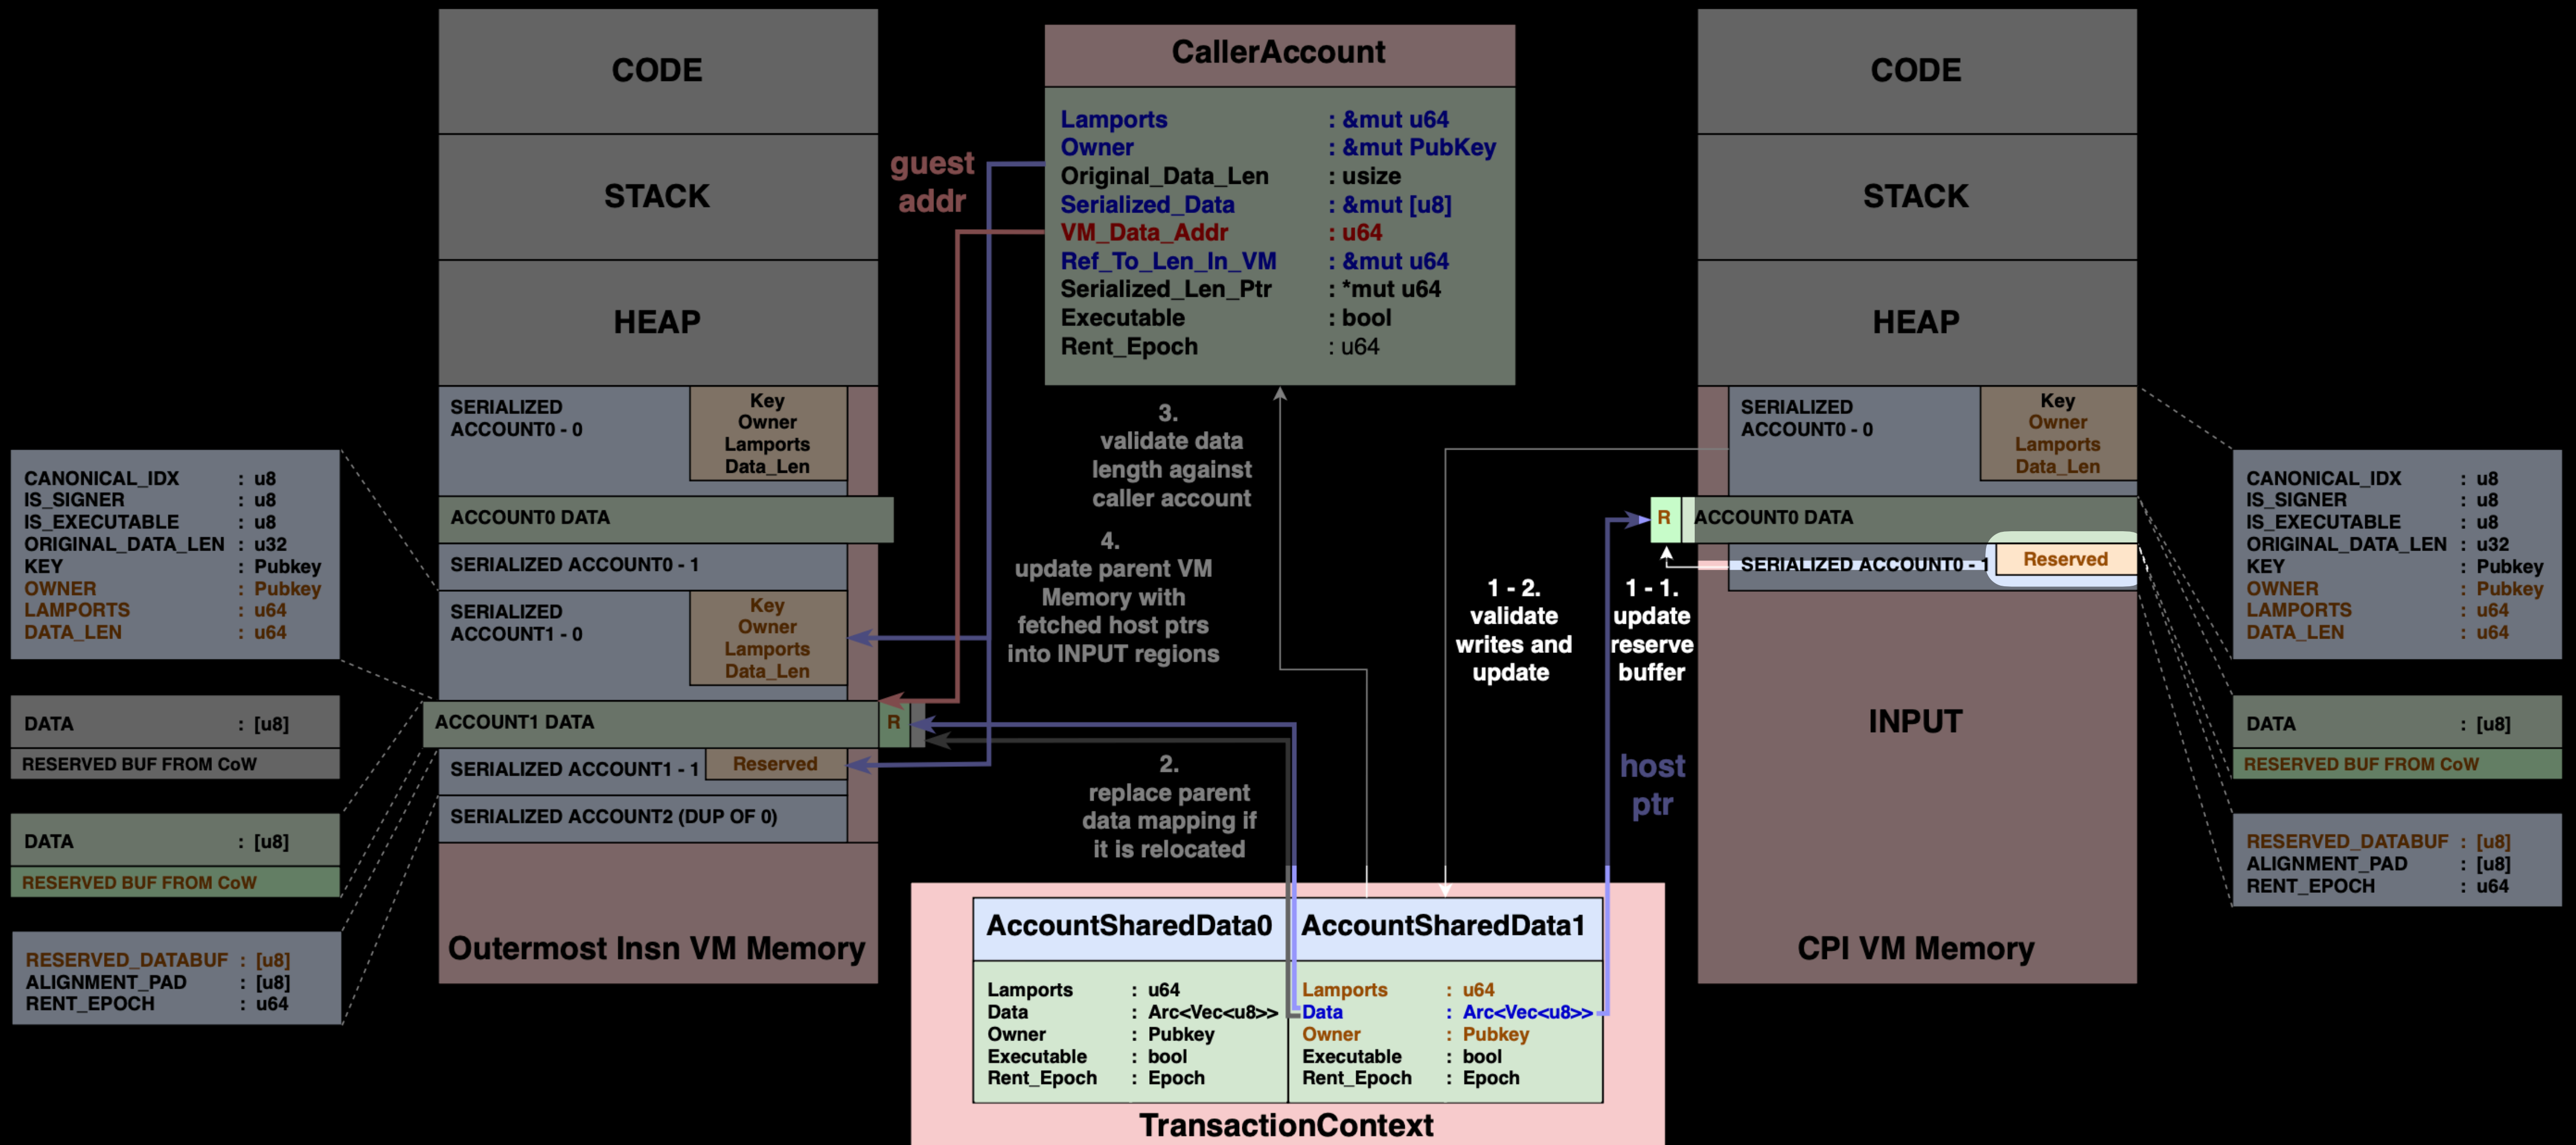 CODE
STACK
HEAP
SERIALIZED
ACCOUNT0 - 0
Key
Owner
Lamports
Data_Len
ACCOUNT0 DATA
SERIALIZED ACCOUNT0 - 1
SERIALIZED
ACCOUNT1 - 0
Key
Owner
Lamports
Data_Len
ACCOUNT1 DATA
R
SERIALIZED ACCOUNT1 - 1
Reserved
SERIALIZED ACCOUNT2 (DUP OF 0)
Outermost Insn VM Memory
CANONICAL_IDX : u8
IS_SIGNER : u8
IS_EXECUTABLE : u8
ORIGINAL_DATA_LEN : u32
KEY : Pubkey
OWNER : Pubkey
LAMPORTS : u64
DATA_LEN : u64
DATA : [u8]
RESERVED BUF FROM CoW
DATA : [u8]
RESERVED BUF FROM CoW
RESERVED_DATABUF : [u8]
ALIGNMENT_PAD : [u8]
RENT_EPOCH : u64
guest
addr
CallerAccount
Lamports : &mut u64
Owner : &mut PubKey
Original_Data_Len : usize
Serialized_Data : &mut [u8]
VM_Data_Addr : u64
Ref_To_Len_In_VM : &mut u64
Serialized_Len_Ptr : *mut u64
Executable : bool
Rent_Epoch : u64
3.
validate data
length against
caller account
4.
update parent VM
Memory with
fetched host ptrs
into INPUT regions
2.
replace parent
data mapping if
it is relocated
1 - 2.
validate
writes and
update
1 - 1.
update
reserve
buffer
host
ptr
AccountSharedData0
Lamports : u64
Data : Arc<Vec<u8>>
Owner : Pubkey
Executable : bool
Rent_Epoch : Epoch
AccountSharedData1
Lamports : u64
Data : Arc<Vec<u8>>
Owner : Pubkey
Executable : bool
Rent_Epoch : Epoch
TransactionContext
CODE
STACK
HEAP
SERIALIZED
ACCOUNT0 - 0
Key
Owner
Lamports
Data_Len
R
ACCOUNT0 DATA
SERIALIZED ACCOUNT0 - 1
Reserved
INPUT
CPI VM Memory
CANONICAL_IDX : u8
IS_SIGNER : u8
IS_EXECUTABLE : u8
ORIGINAL_DATA_LEN : u32
KEY : Pubkey
OWNER : Pubkey
LAMPORTS : u64
DATA_LEN : u64
DATA : [u8]
RESERVED BUF FROM CoW
RESERVED_DATABUF : [u8]
ALIGNMENT_PAD : [u8]
RENT_EPOCH : u64